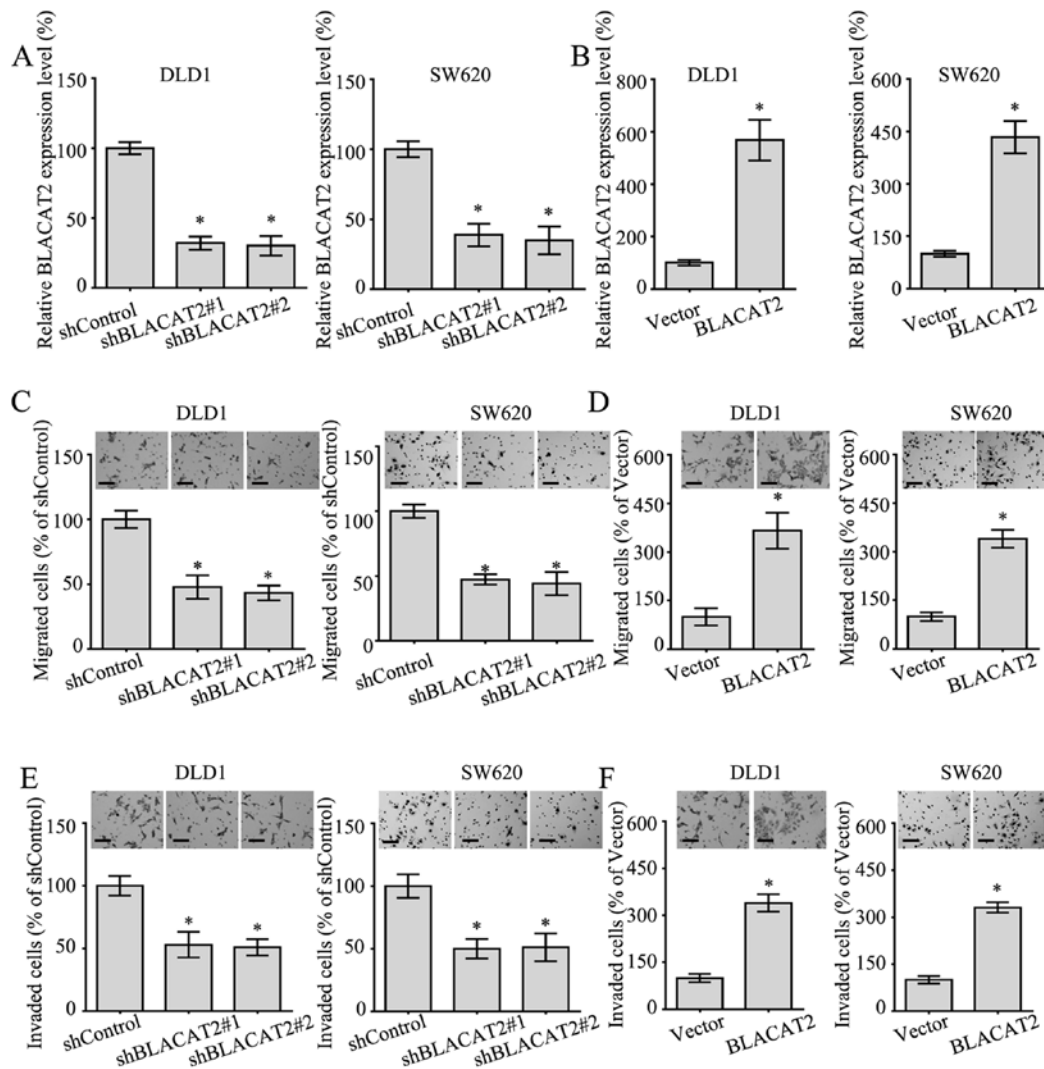 A
DLD1
Relative BLACAT2 expression level (%)
150
100
50
0
shControl
shBLACAT2#1
shBLACAT2#2
*
*
SW620
Relative BLACAT2 expression level (%)
150
100
50
0
shControl
shBLACAT2#1
shBLACAT2#2
*
*
B
DLD1
Relative BLACAT2 expression level (%)
800
600
400
200
0
Vector
BLACAT2
*
SW620
Relative BLACAT2 expression level (%)
600
450
300
150
0
Vector
BLACAT2
*
C
DLD1
Migrated cells (% of shControl)
150
100
50
0
shControl
shBLACAT2#1
shBLACAT2#2
*
*
SW620
Migrated cells (% of shControl)
150
100
50
0
shControl
shBLACAT2#1
shBLACAT2#2
*
*
D
DLD1
Migrated cells (% of Vector)
600
450
300
150
0
Vector
BLACAT2
*
SW620
Migrated cells (% of Vector)
600
450
300
150
0
Vector
BLACAT2
*
E
DLD1
Invaded cells (% of shControl)
150
100
50
0
shControl
shBLACAT2#1
shBLACAT2#2
*
*
SW620
Invaded cells (% of shControl)
150
100
50
0
shControl
shBLACAT2#1
shBLACAT2#2
*
*
F
DLD1
Invaded cells (% of Vector)
600
450
300
150
0
Vector
BLACAT2
*
SW620
Invaded cells (% of Vector)
600
450
300
150
0
Vector
BLACAT2
*